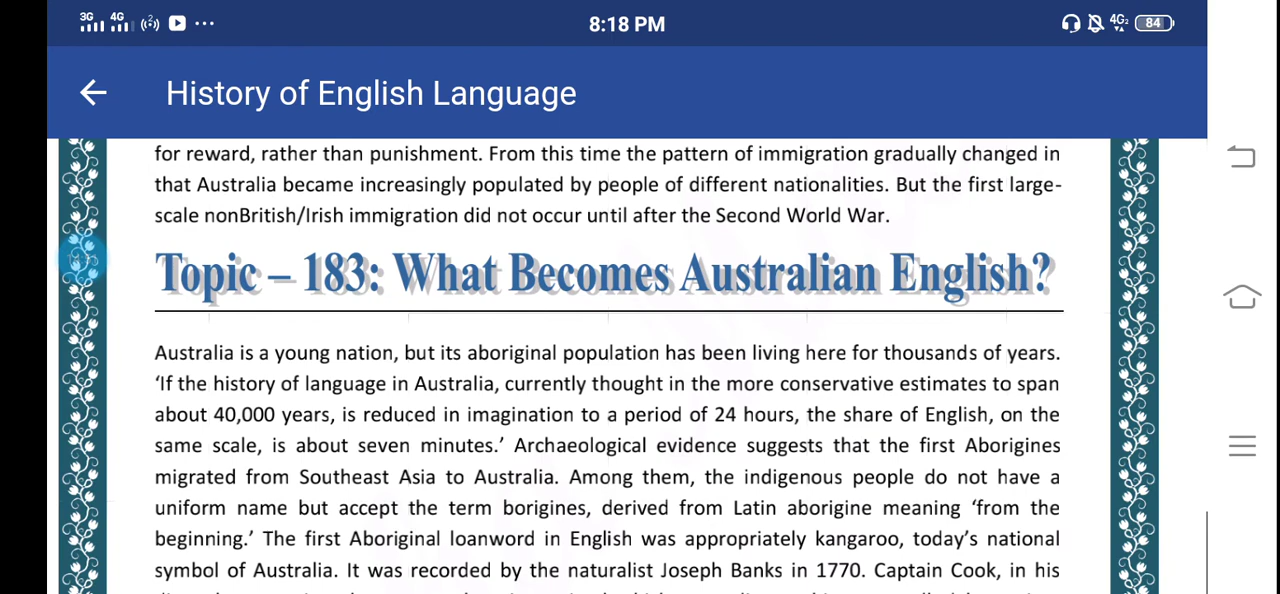 3G 4G 8:18 PM 4G2 84
History of English Language
for reward, rather than punishment. From this time the pattern of immigration gradually changed in
that Australia became increasingly populated by people of different nationalities. But the first large-
scale nonBritish/Irish immigration did not occur until after the Second World War.
Topic – 183: What Becomes Australian English?
Australia is a young nation, but its aboriginal population has been living here for thousands of years.
‘If the history of language in Australia, currently thought in the more conservative estimates to span
about 40,000 years, is reduced in imagination to a period of 24 hours, the share of English, on the
same scale, is about seven minutes.’ Archaeological evidence suggests that the first Aborigines
migrated from Southeast Asia to Australia. Among them, the indigenous people do not have a
uniform name but accept the term borigines, derived from Latin aborigine meaning ‘from the
beginning.’ The first Aboriginal loanword in English was appropriately kangaroo, today’s national
symbol of Australia. It was recorded by the naturalist Joseph Banks in 1770. Captain Cook, in his